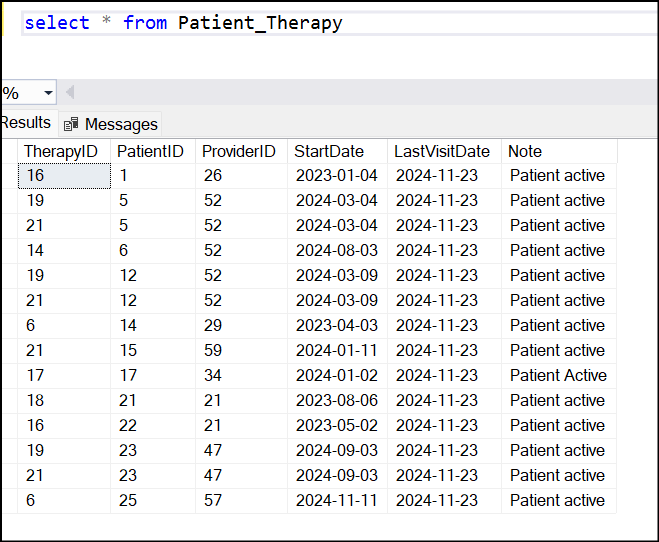 select * from Patient_Therapy
%
Results Messages
TherapyID PatientID ProviderID StartDate LastVisitDate Note
16 1 26 2023-01-04 2024-11-23 Patient active
19 5 52 2024-03-04 2024-11-23 Patient active
21 5 52 2024-03-04 2024-11-23 Patient active
14 6 52 2024-08-03 2024-11-23 Patient active
19 12 52 2024-03-09 2024-11-23 Patient active
21 12 52 2024-03-09 2024-11-23 Patient active
6 14 29 2023-04-03 2024-11-23 Patient active
21 15 59 2024-01-11 2024-11-23 Patient active
17 17 34 2024-01-02 2024-11-23 Patient Active
18 21 21 2023-08-06 2024-11-23 Patient active
16 22 21 2023-05-02 2024-11-23 Patient active
19 23 47 2024-09-03 2024-11-23 Patient active
21 23 47 2024-09-03 2024-11-23 Patient active
6 25 57 2024-11-11 2024-11-23 Patient active